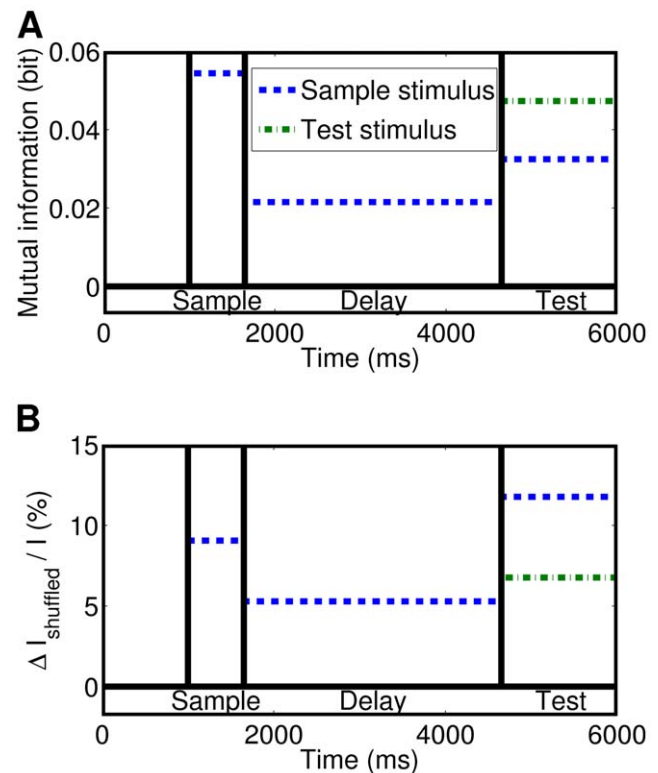 A
Mutual information (bit)
0.06
0.04
0.02
0
Sample stimulus
Test stimulus
Sample Delay Test
0 2000 4000 6000
Time (ms)
B
Δ I_shuffled / I (%)
15
10
5
0
Sample Delay Test
0 2000 4000 6000
Time (ms)